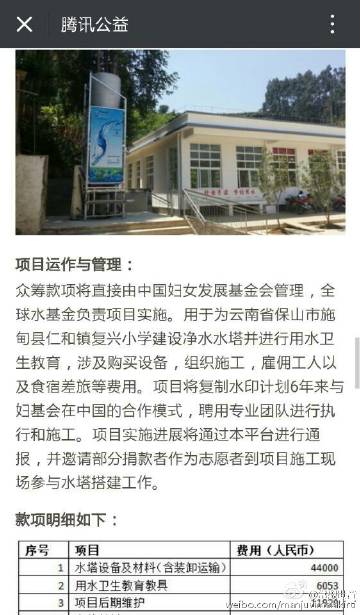 腾讯公益
项目运作与管理：
众筹款项将直接由中国妇女发展基金会管理，全
球水基金负责项目实施。用于为云南省保山市施
甸县仁和镇复兴小学建设净水水塔并进行用水卫
生教育，涉及购买设备，组织施工，雇佣工人以
及食宿差旅等费用。项目将复制水印计划6年来与
妇基会在中国的合作模式，聘用专业团队进行执
行和施工。项目实施进展将通过本平台进行通
报，并邀请部分捐款者作为志愿者到项目施工现
场参与水塔搭建工作。
款项明细如下：
序号 项目 费用（人民币）
1 水塔设备及材料（含装卸运输） 44000
2 用水卫生教育教具 6053
3 项目后期维护 11920